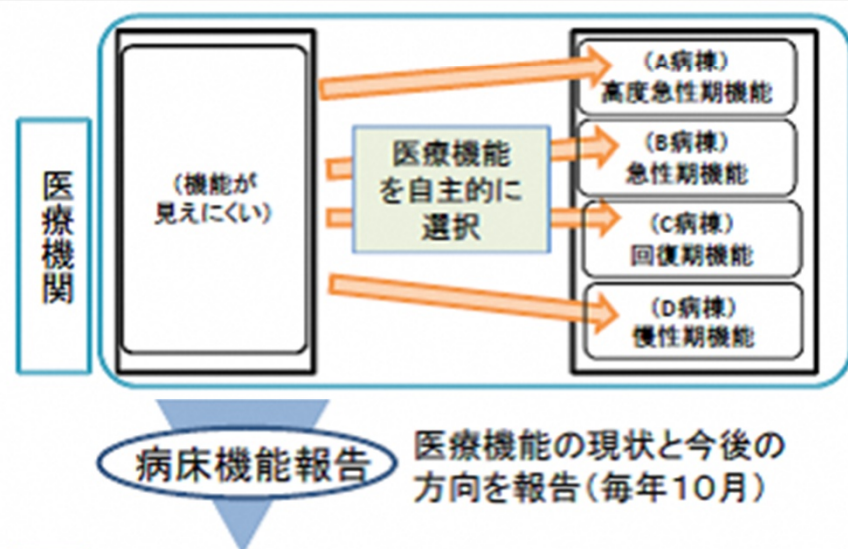 医療機関
(機能が
見えにくい)
医療機能
を自主的に
選択
(A病棟)
高度急性期機能
(B病棟)
急性期機能
(C病棟)
回復期機能
(D病棟)
慢性期機能
病床機能報告
医療機能の現状と今後の
方向を報告(毎年10月)